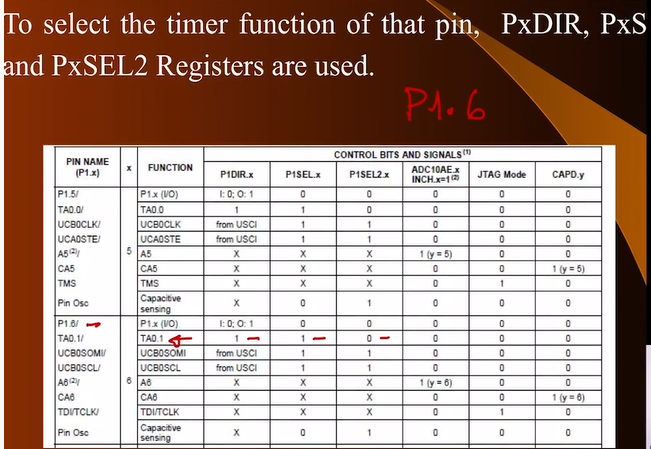 To select the timer function of that pin, PxDIR, PxS
and PxSEL2 Registers are used.
P1.6
PIN NAME (P1.x) x FUNCTION CONTROL BITS AND SIGNALS(1)
P1DIR.x P1SEL.x P1SEL2.x ADC10AE.x INCH.x=1(2) JTAG Mode CAPD.y
P1.5/ P1.x (I/O) I: 0; O: 1 0 0 0 0 0
TA0.0/ TA0.0 1 1 0 0 0 0
UCB0CLK/ UCB0CLK from USCI 1 1 0 0 0
UCA0STE/ UCA0STE from USCI 1 1 0 0 0
A5(2)/ 5 A5 X X X 1 (y = 5) 0 0
CA5 CA5 X X X 0 0 1 (y = 5)
TMS TMS X X X 0 1 0
Pin Osc Capacitive sensing X 0 1 0 0 0
P1.6/ P1.x (I/O) I: 0; O: 1 0 0 0 0 0
TA0.1/ TA0.1 1 1 0 0 0 0
UCB0SOMI/ UCB0SOMI from USCI 1 1 0 0 0
UCB0SCL/ UCB0SCL from USCI 1 1 0 0 0
A6(2)/ 6 A6 X X X 1 (y = 6) 0 0
CA6 CA6 X X X 0 0 1 (y = 6)
TDI/TCLK/ TDI/TCLK X X X 0 1 0
Pin Osc Capacitive sensing X 0 1 0 0 0